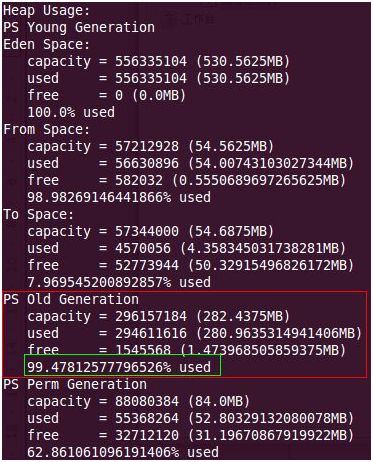 Heap Usage:
PS Young Generation
Eden Space:
   capacity = 556335104 (530.5625MB)
   used     = 556335104 (530.5625MB)
   free     = 0 (0.0MB)
   100.0% used
From Space:
   capacity = 57212928 (54.5625MB)
   used     = 56630896 (54.00743103027344MB)
   free     = 582032 (0.5550689697265625MB)
   98.98269146441866% used
To Space:
   capacity = 57344000 (54.6875MB)
   used     = 4570056 (4.358345031738281MB)
   free     = 52773944 (50.32915496826172MB)
   7.969545200892857% used
PS Old Generation
   capacity = 296157184 (282.4375MB)
   used     = 294611616 (280.9635314941406MB)
   free     = 1545568 (1.473968505859375MB)
   99.47812577796526% used
PS Perm Generation
   capacity = 88080384 (84.0MB)
   used     = 55368264 (52.80329132080078MB)
   free     = 32712120 (31.19670867919922MB)
   62.861061096191406% used